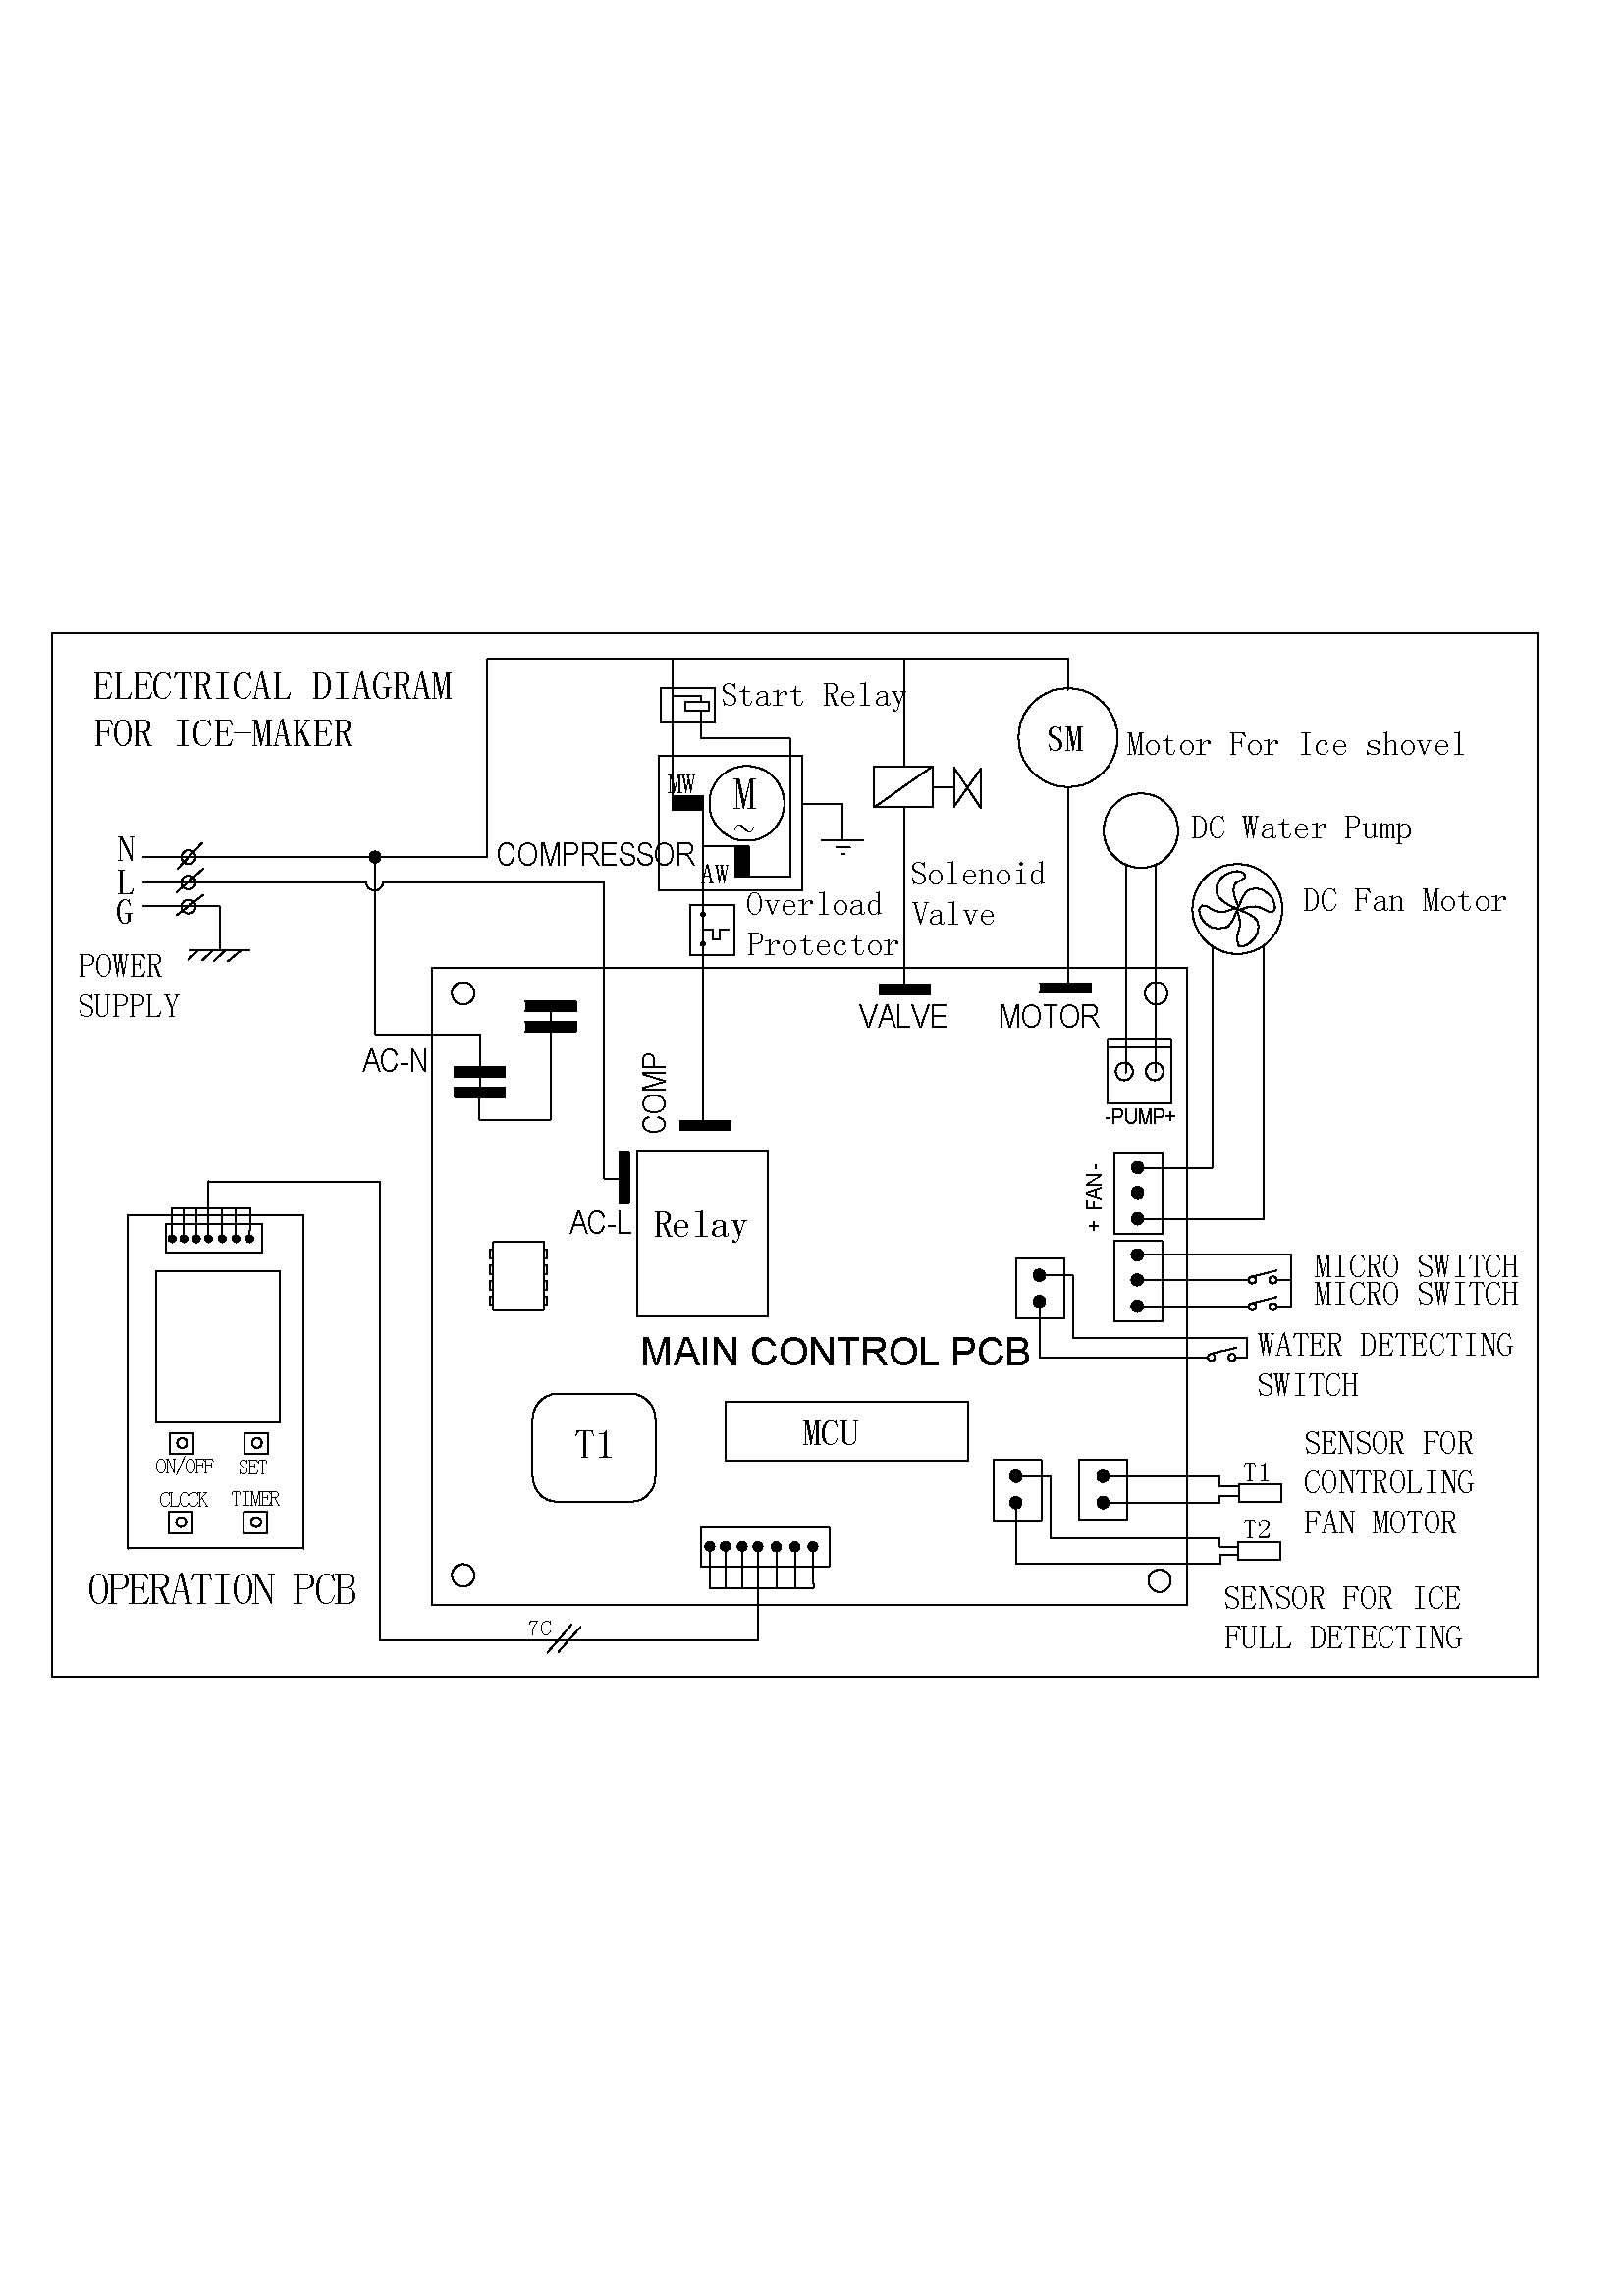 ELECTRICAL DIAGRAM
FOR ICE-MAKER
Start Relay
SM
Motor For Ice shovel
MW
M
~
DC Water Pump
N
L
G
COMPRESSOR
AW
Solenoid
Valve
Overload
Protector
DC Fan Motor
POWER
SUPPLY
VALVE
MOTOR
AC-N
COMP
-PUMP+
+ FAN-
AC-L
Relay
MICRO SWITCH
MICRO SWITCH
MAIN CONTROL PCB
WATER DETECTING
SWITCH
T1
MCU
SENSOR FOR
CONTROLING
FAN MOTOR
T1
T2
ON/OFF
SET
CLOCK
TIMER
OPERATION PCB
SENSOR FOR ICE
FULL DETECTING
7C